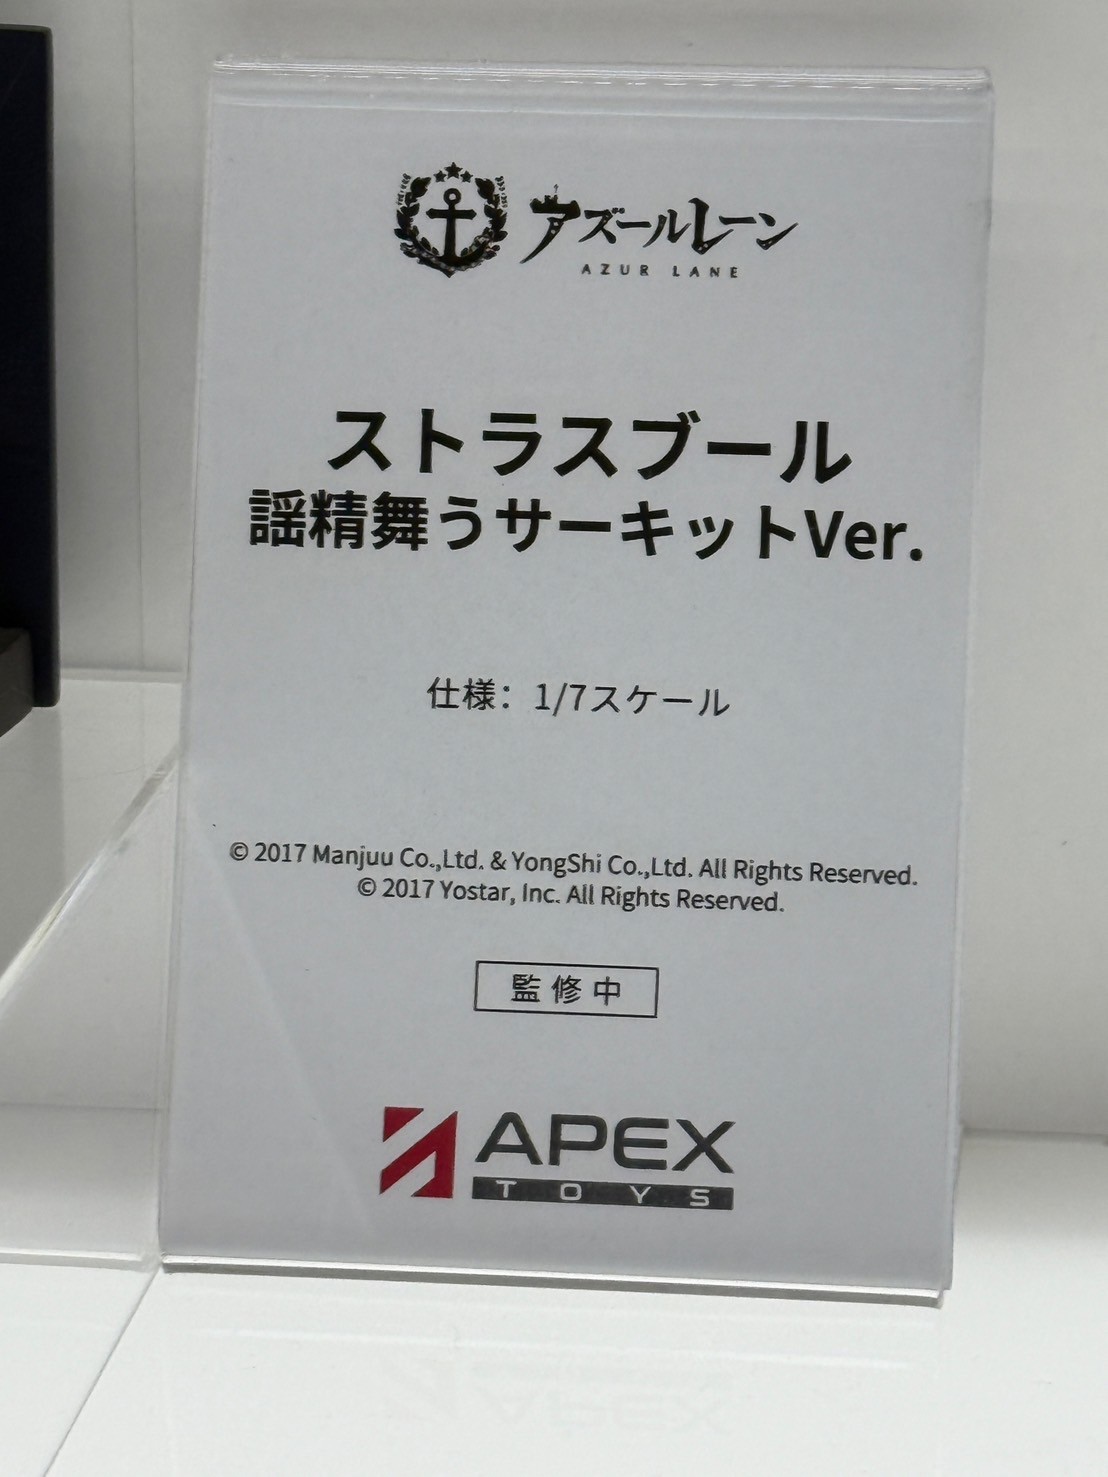 アズールレーン
AZUR LANE
ストラスブール
謡精舞うサーキットVer.
仕様：1/7スケール
© 2017 Manjuu Co.,Ltd. & YongShi Co.,Ltd. All Rights Reserved.
© 2017 Yostar, Inc. All Rights Reserved.
監修中
APEX
TOYS